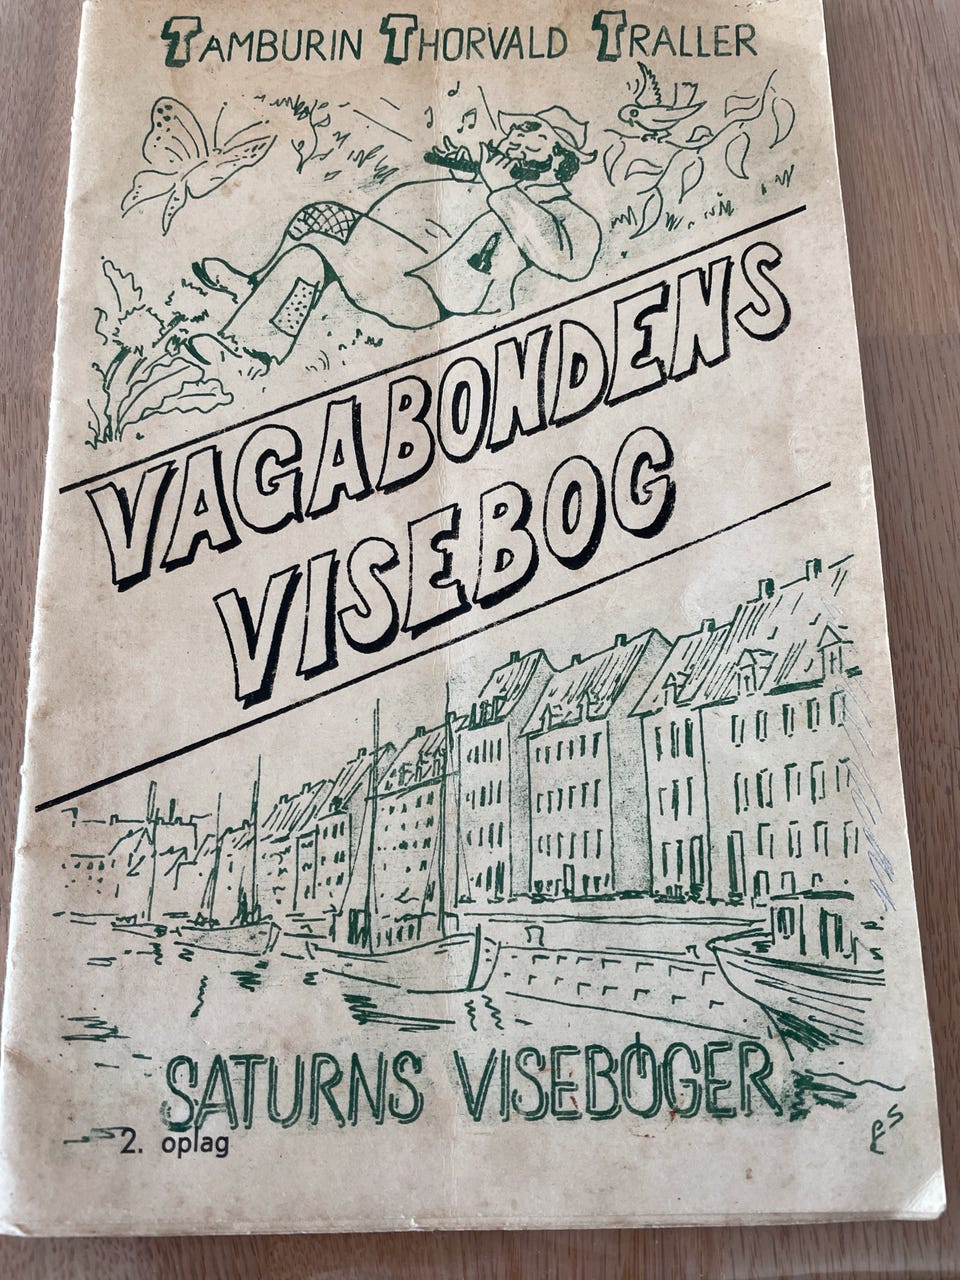 TAMBURIN THORVALD TRALLER
VAGABONDENS
VISEBOG
SATURNS VISEBØGER
2. oplag